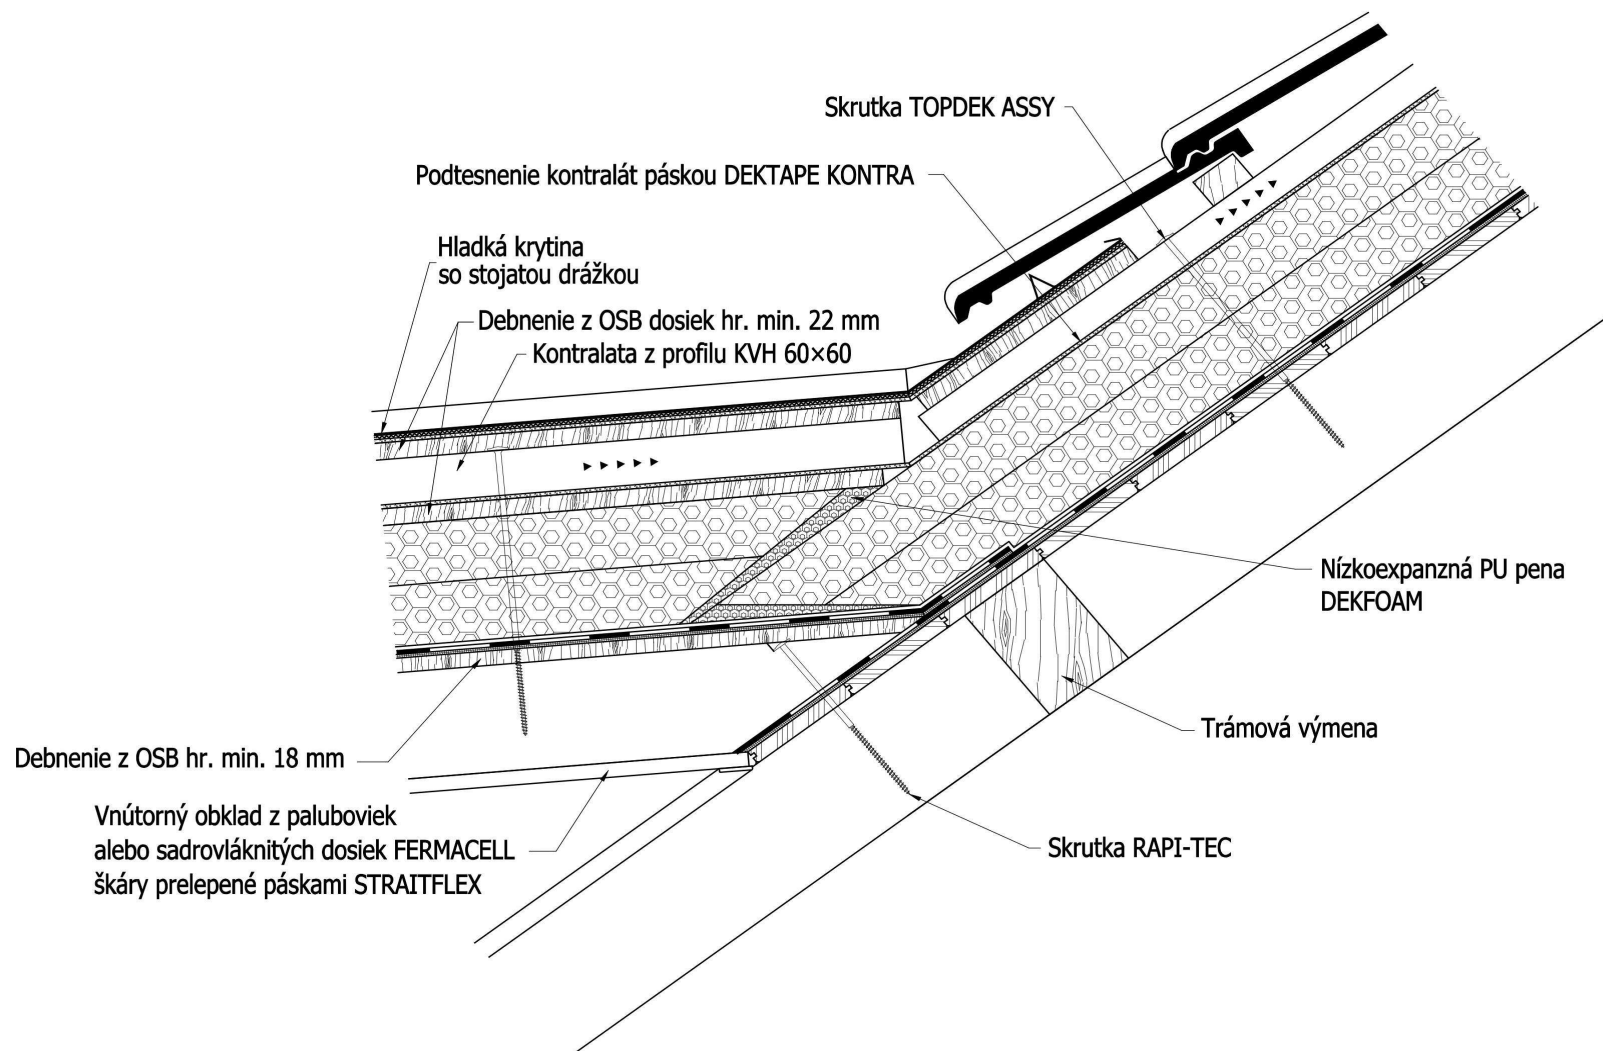 Skrutka TOPDEK ASSY
Podtesnenie kontralát páskou DEKTAPE KONTRA
Hladká krytina
so stojatou drážkou
Debnenie z OSB dosiek hr. min. 22 mm
Kontralata z profilu KVH 60×60
Nízkoexpanzná PU pena
DEKFOAM
Trámová výmena
Debnenie z OSB hr. min. 18 mm
Vnútorný obklad z paluboviek
alebo sadrovláknitých dosiek FERMACELL
škáry prelepené páskami STRAITFLEX
Skrutka RAPI-TEC